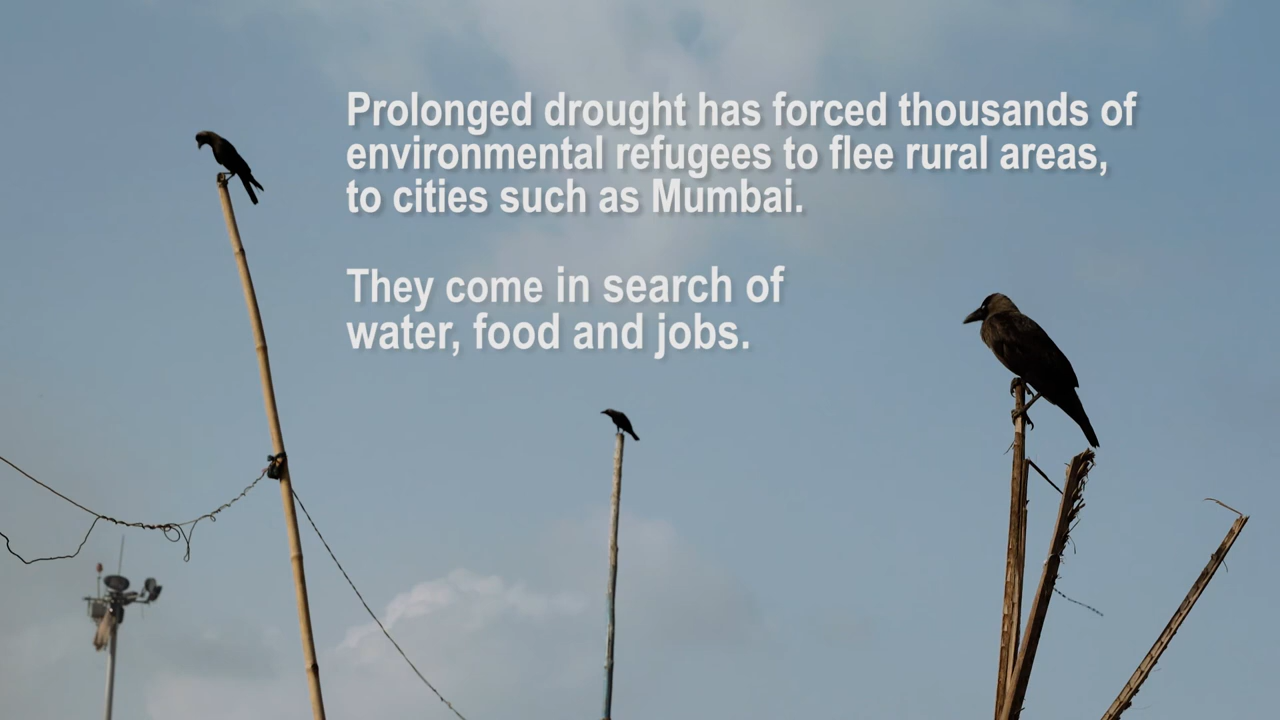 Prolonged drought has forced thousands of
environmental refugees to flee rural areas,
to cities such as Mumbai.
They come in search of
water, food and jobs.